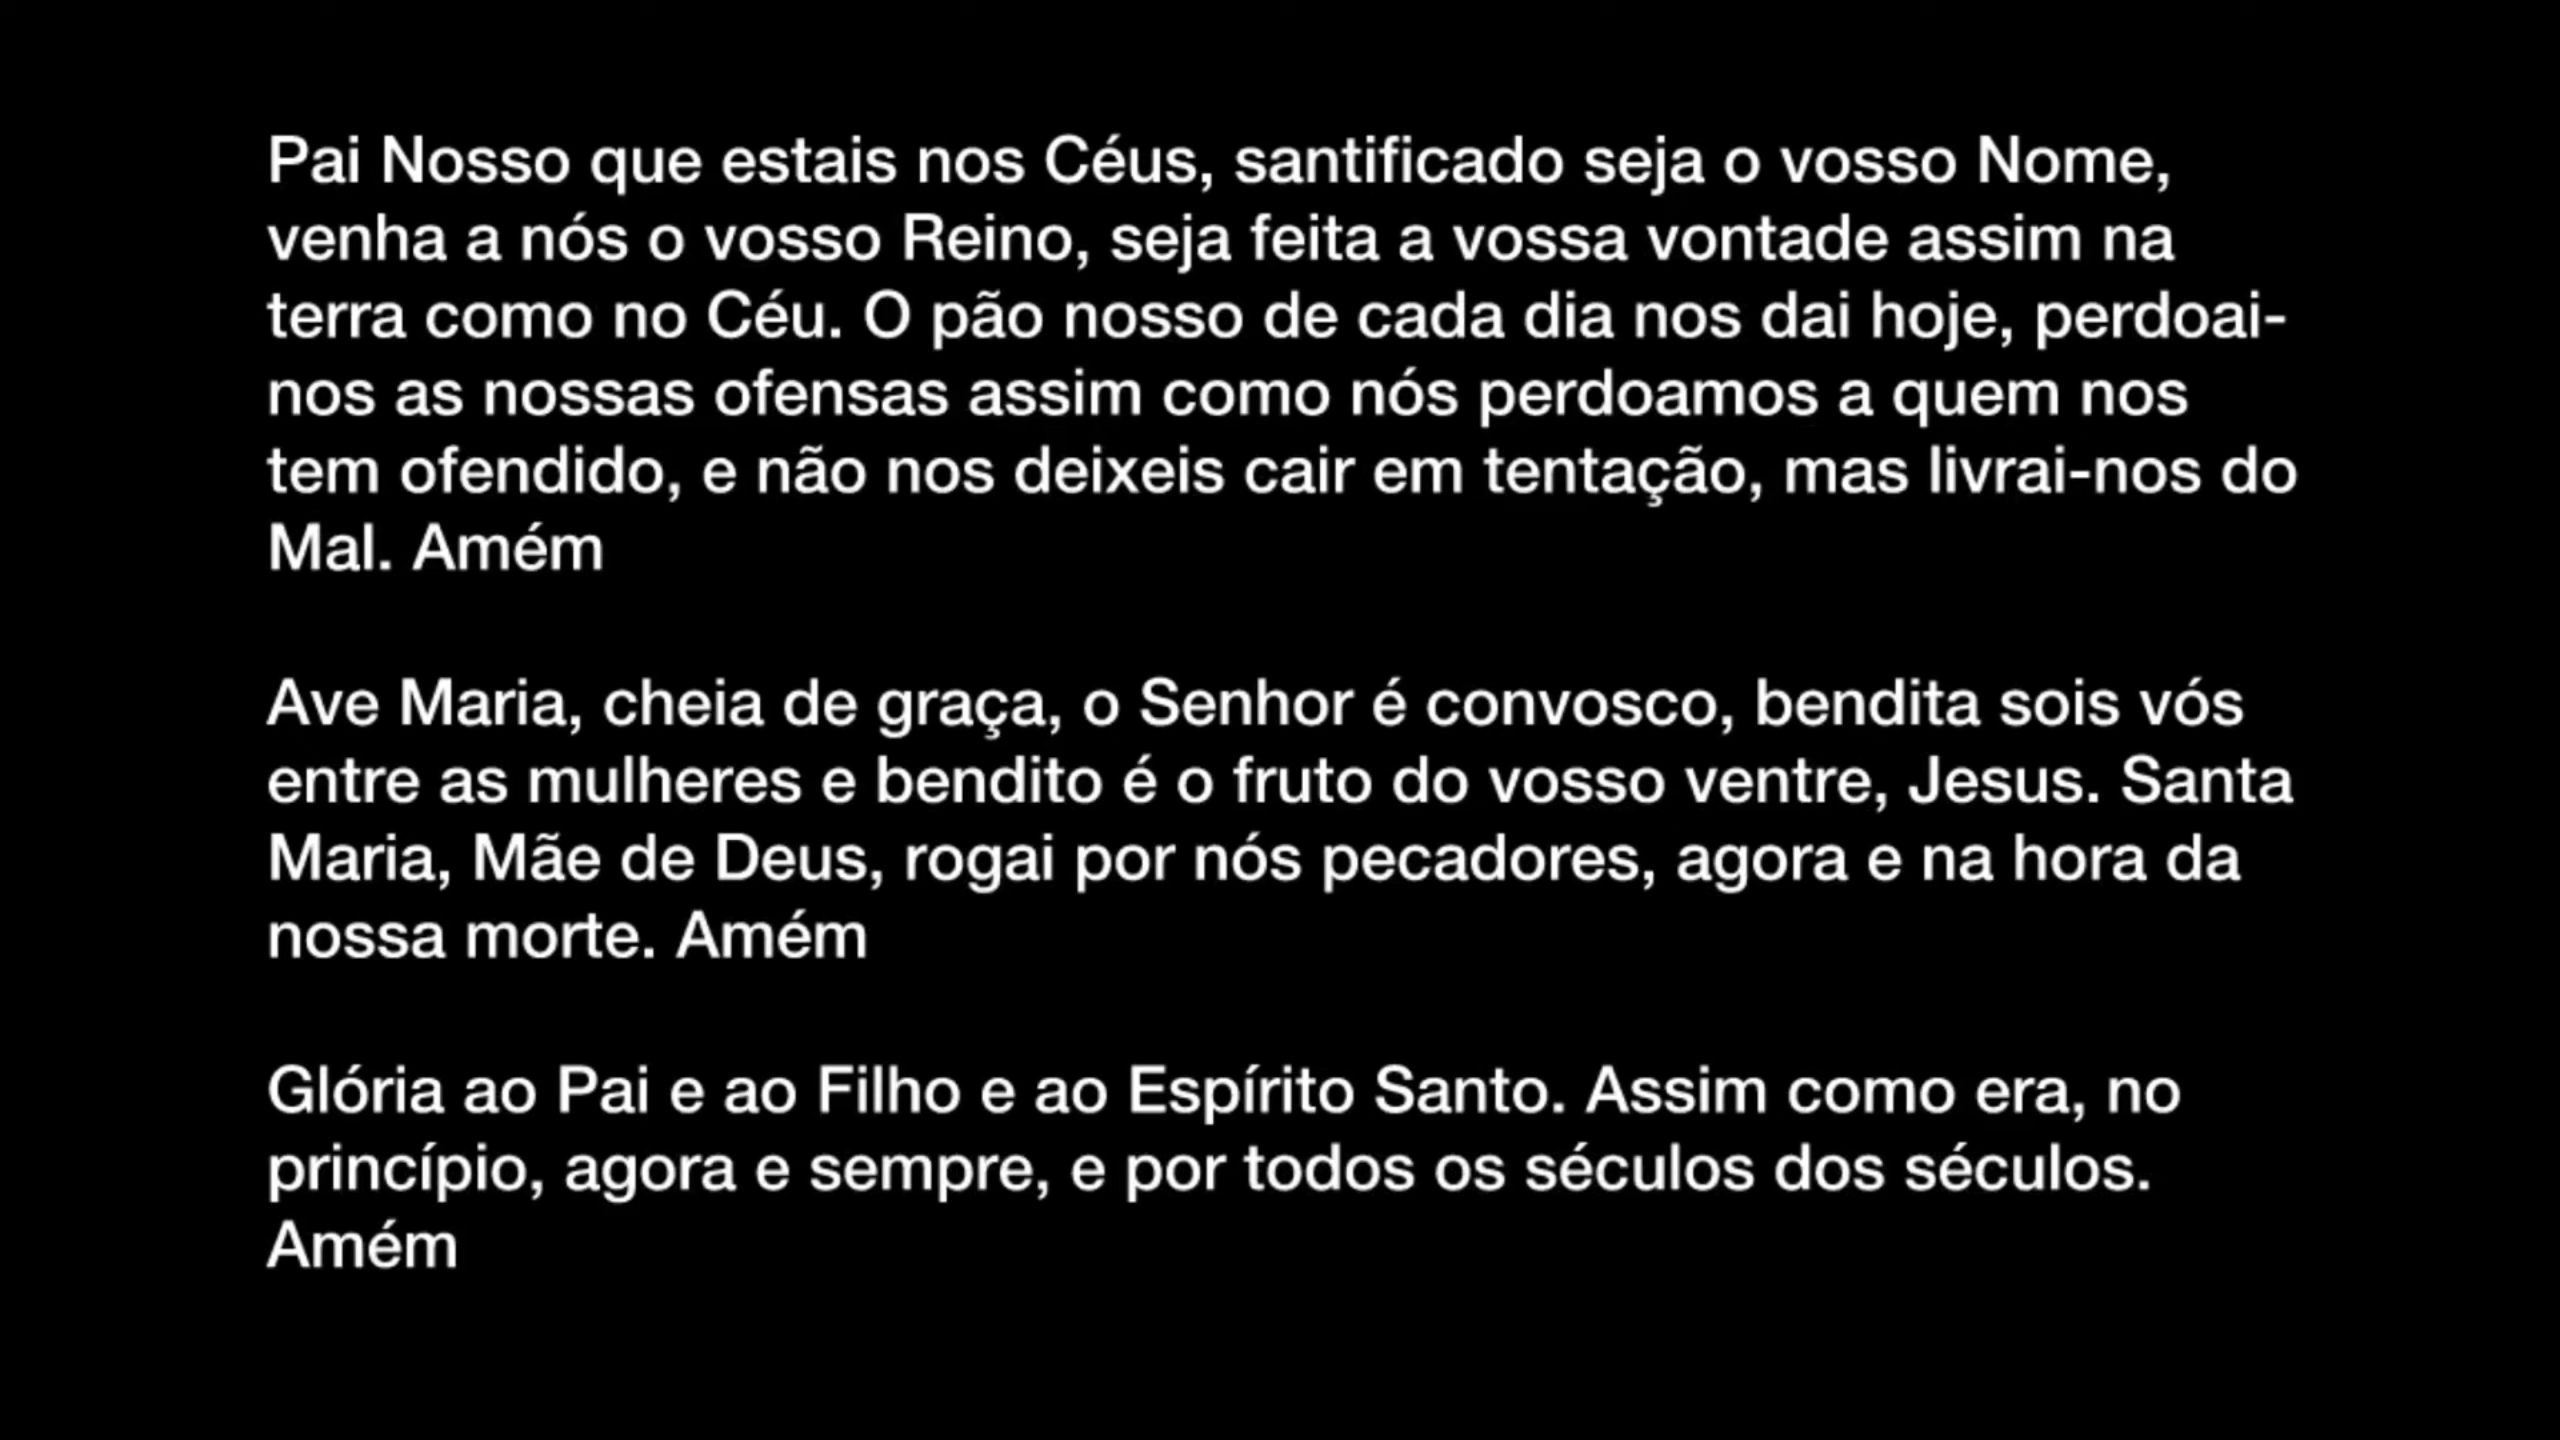 Pai Nosso que estais nos Céus, santificado seja o vosso Nome,
venha a nós o vosso Reino, seja feita a vossa vontade assim na
terra como no Céu. O pão nosso de cada dia nos dai hoje, perdoai-
nos as nossas ofensas assim como nós perdoamos a quem nos
tem ofendido, e não nos deixeis cair em tentação, mas livrai-nos do
Mal. Amém
Ave Maria, cheia de graça, o Senhor é convosco, bendita sois vós
entre as mulheres e bendito é o fruto do vosso ventre, Jesus. Santa
Maria, Mãe de Deus, rogai por nós pecadores, agora e na hora da
nossa morte. Amém
Glória ao Pai e ao Filho e ao Espírito Santo. Assim como era, no
princípio, agora e sempre, e por todos os séculos dos séculos.
Amém